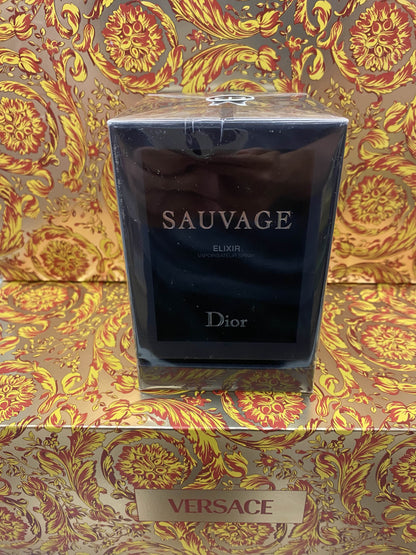 SAUVAGE
ELIXIR
VAPORISATEUR SPRAY
Dior
VERSACE